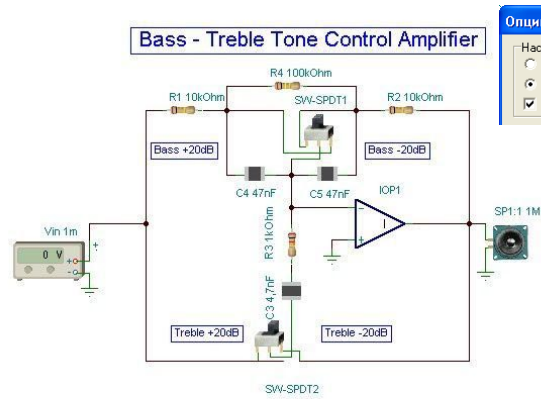 Bass - Treble Tone Control Amplifier
Опци
Нас
R4 100kOhm
R1 10kOhm
SW-SPDT1
R2 10kOhm
Bass +20dB
Bass -20dB
C4 47nF
C5 47nF
IOP1
R3 1kOhm
SP1:1 1M
Vin 1m
+
0 V
C3 4,7nF
Treble +20dB
Treble -20dB
SW-SPDT2